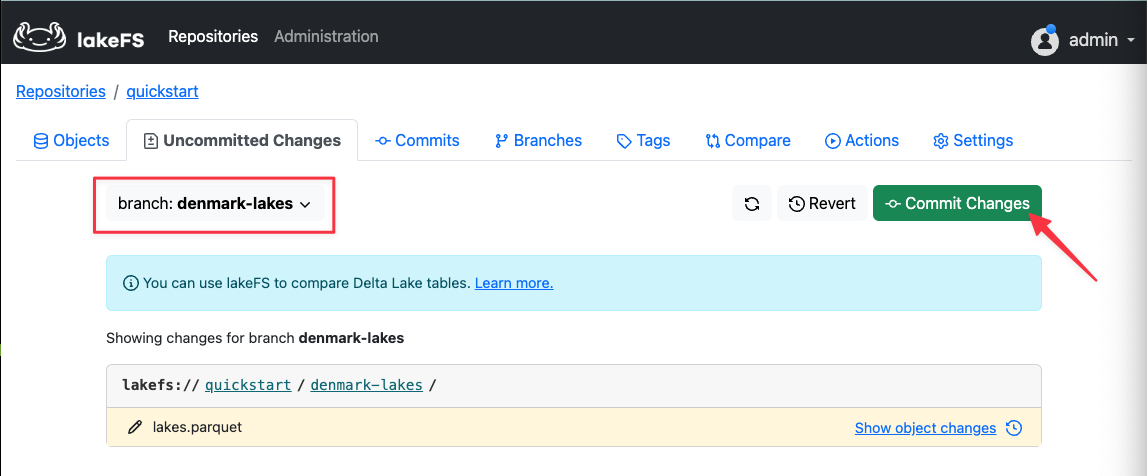 lakeFS Repositories Administration admin
Repositories / quickstart
Objects Uncommitted Changes Commits Branches Tags Compare Actions Settings
branch: denmark-lakes Revert Commit Changes
You can use lakeFS to compare Delta Lake tables. Learn more.
Showing changes for branch denmark-lakes
lakefs:// quickstart / denmark-lakes /
lakes.parquet Show object changes